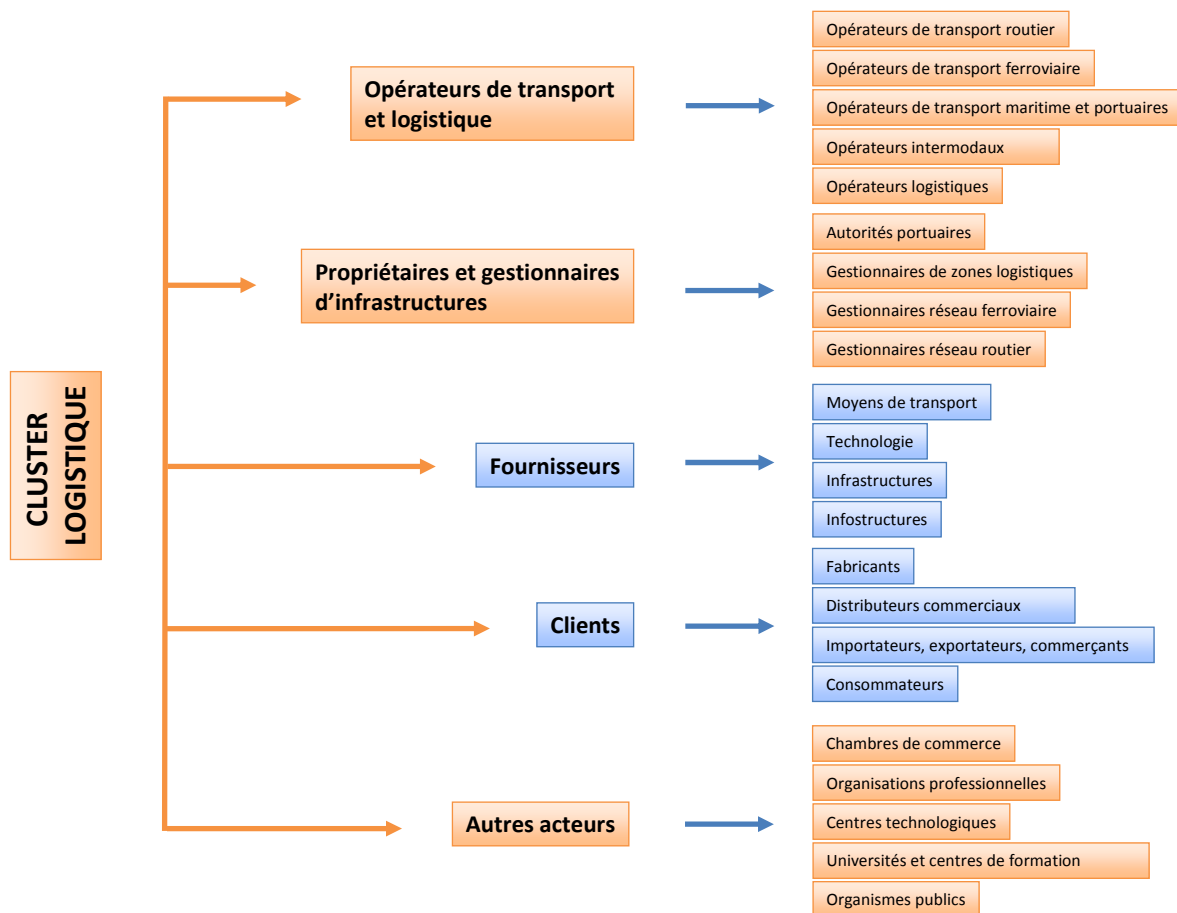 CLUSTER
LOGISTIQUE
Opérateurs de transport
et logistique
Opérateurs de transport routier
Opérateurs de transport ferroviaire
Opérateurs de transport maritime et portuaires
Opérateurs intermodaux
Opérateurs logistiques
Propriétaires et gestionnaires
d’infrastructures
Autorités portuaires
Gestionnaires de zones logistiques
Gestionnaires réseau ferroviaire
Gestionnaires réseau routier
Fournisseurs
Moyens de transport
Technologie
Infrastructures
Infostructures
Clients
Fabricants
Distributeurs commerciaux
Importateurs, exportateurs, commerçants
Consommateurs
Autres acteurs
Chambres de commerce
Organisations professionnelles
Centres technologiques
Universités et centres de formation
Organismes publics